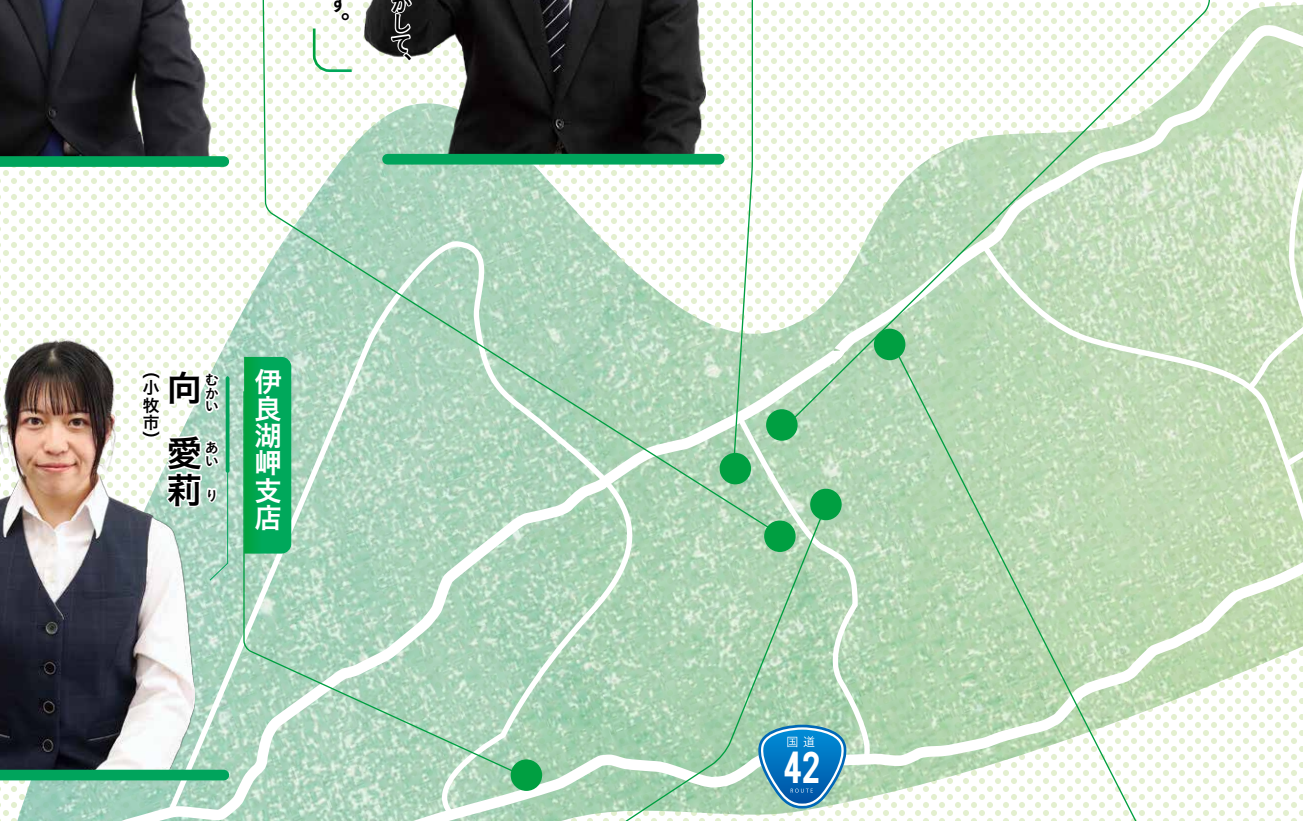 かして、
す。
伊良湖岬支店
むかい あいり
向 愛莉
(小牧市)
国道
42
ROUTE